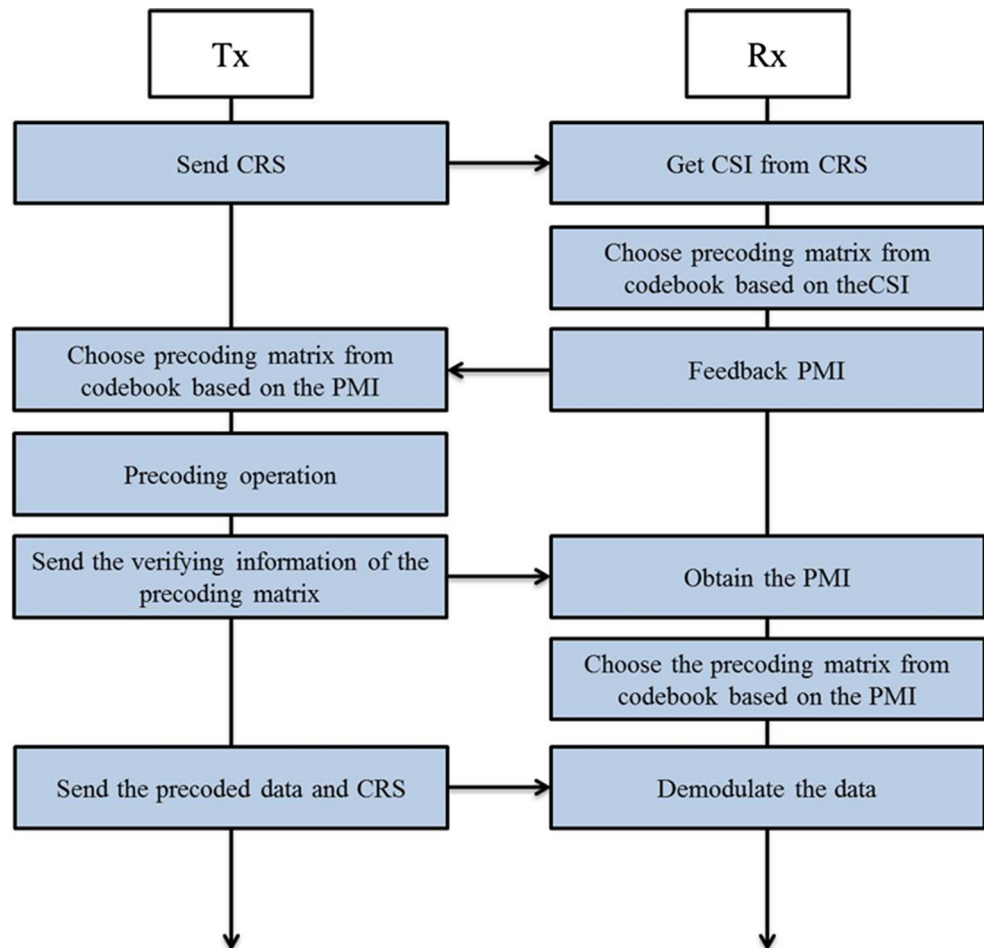 Tx
Rx
Send CRS
Get CSI from CRS
Choose precoding matrix from
codebook based on theCSI
Choose precoding matrix from
codebook based on the PMI
Feedback PMI
Precoding operation
Send the verifying information of the
precoding matrix
Obtain the PMI
Choose the precoding matrix from
codebook based on the PMI
Send the precoded data and CRS
Demodulate the data